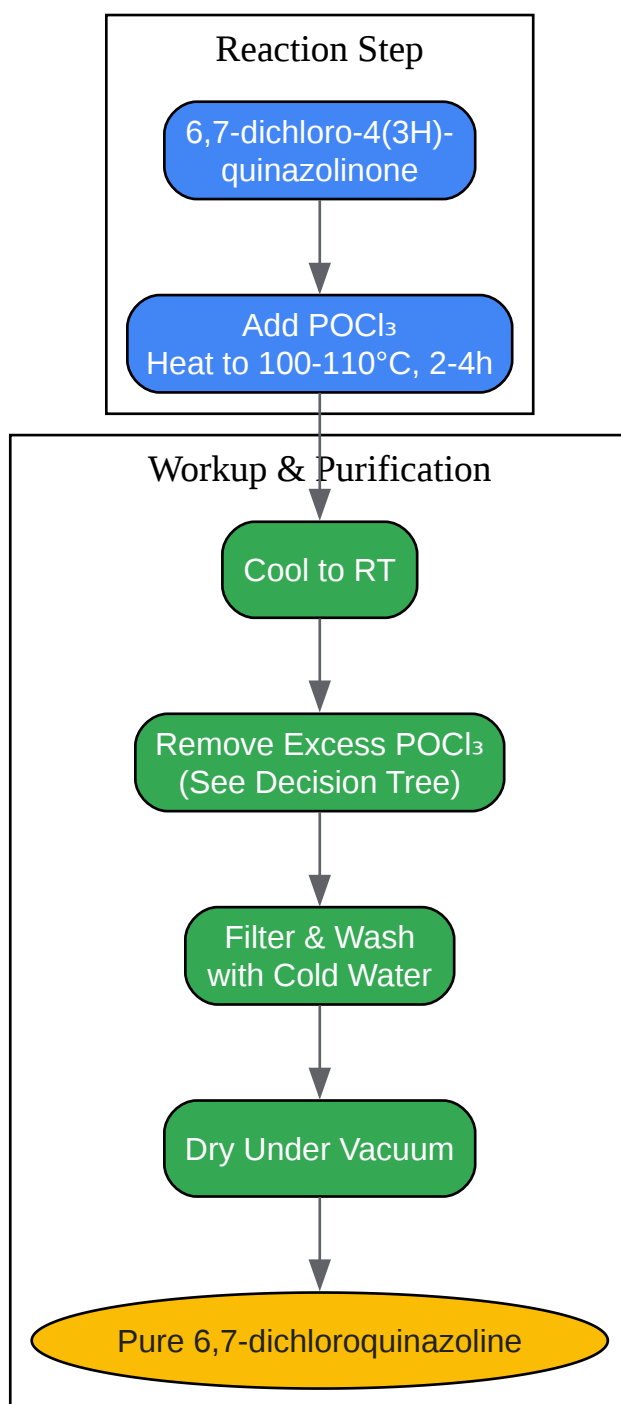 Reaction Step
6,7-dichloro-4(3H)-
quinazolinone
Add POCl₃
Heat to 100-110°C, 2-4h
Workup & Purification
Cool to RT
Remove Excess POCl₃
(See Decision Tree)
Filter & Wash
with Cold Water
Dry Under Vacuum
Pure 6,7-dichloroquinazoline